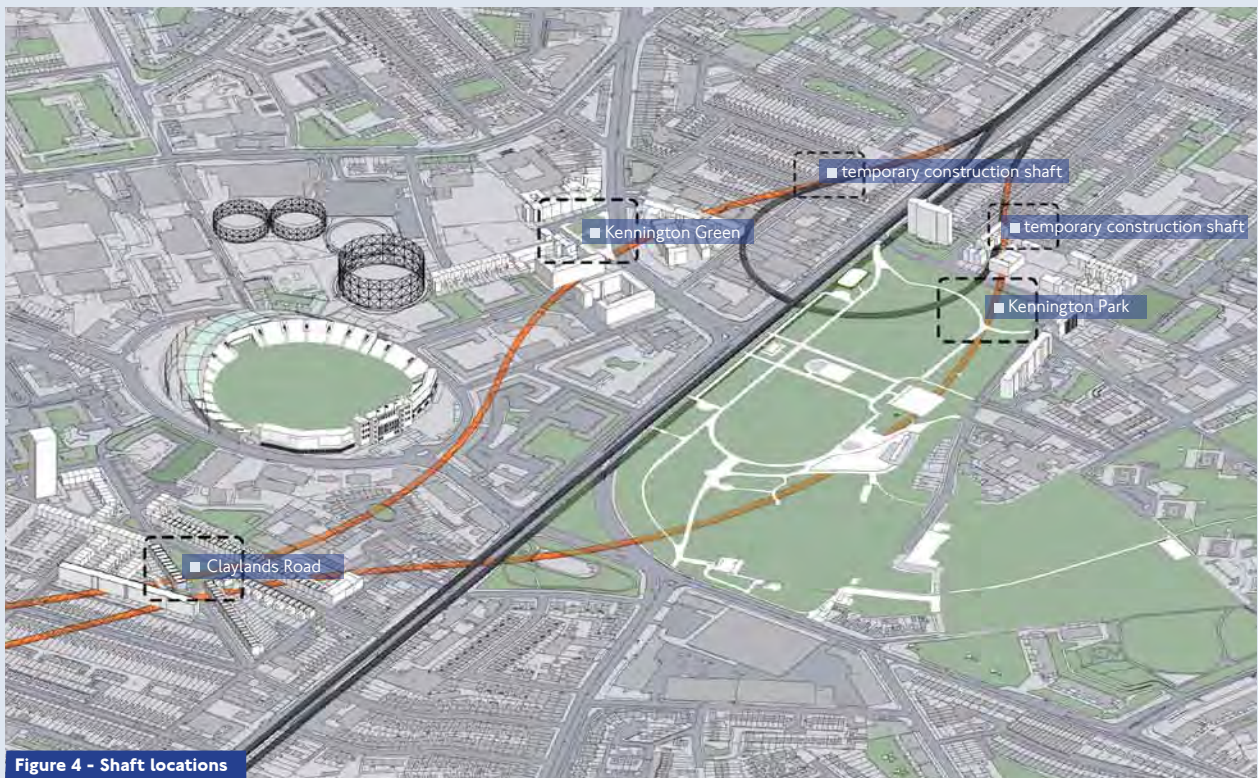 temporary construction shaft
Kennington Green
temporary construction shaft
Kennington Park
Claylands Road
Figure 4 - Shaft locations